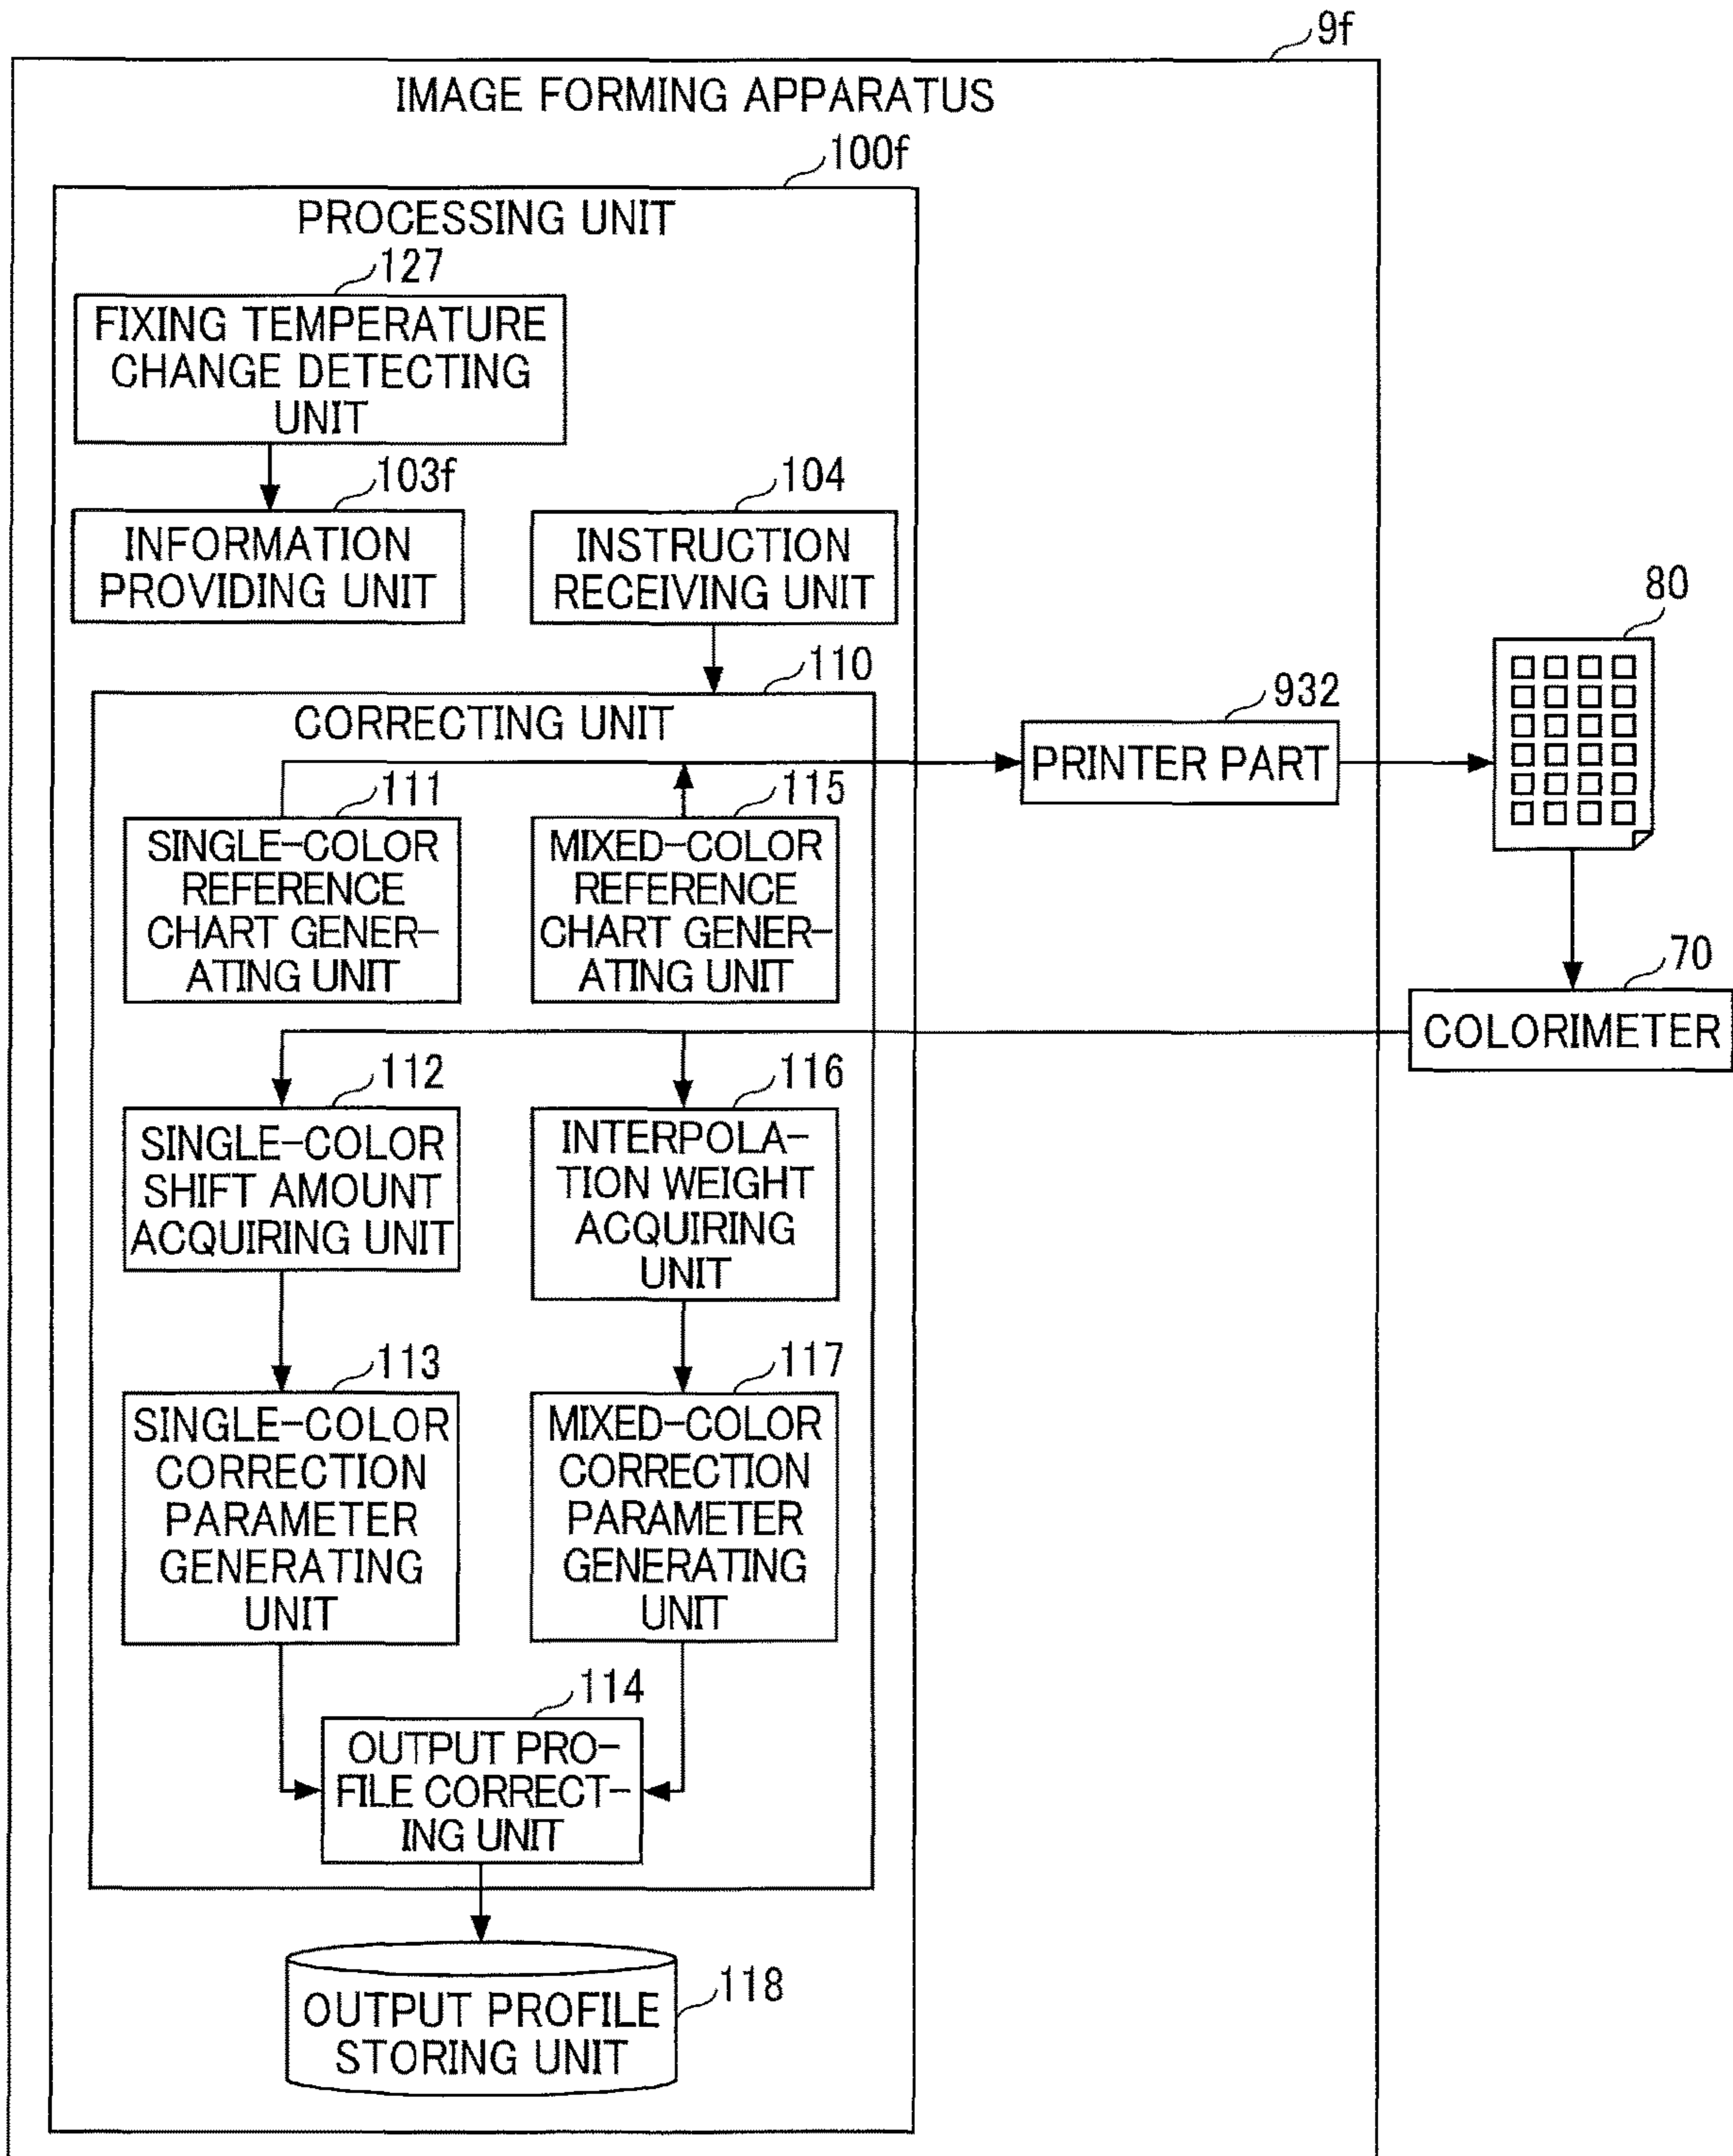 9f
IMAGE FORMING APPARATUS
100f
PROCESSING UNIT
127
FIXING TEMPERATURE
CHANGE DETECTING
UNIT
103f
INFORMATION
PROVIDING UNIT
104
INSTRUCTION
RECEIVING UNIT
110
CORRECTING UNIT
932
PRINTER PART
80
111
SINGLE-COLOR
REFERENCE
CHART GENER-
ATING UNIT
115
MIXED-COLOR
REFERENCE
CHART GENER-
ATING UNIT
70
COLORIMETER
112
SINGLE-COLOR
SHIFT AMOUNT
ACQUIRING UNIT
116
INTERPOLA-
TION WEIGHT
ACQUIRING
UNIT
113
SINGLE-COLOR
CORRECTION
PARAMETER
GENERATING
UNIT
117
MIXED-COLOR
CORRECTION
PARAMETER
GENERATING
UNIT
114
OUTPUT PRO-
FILE CORRECT-
ING UNIT
118
OUTPUT PROFILE
STORING UNIT